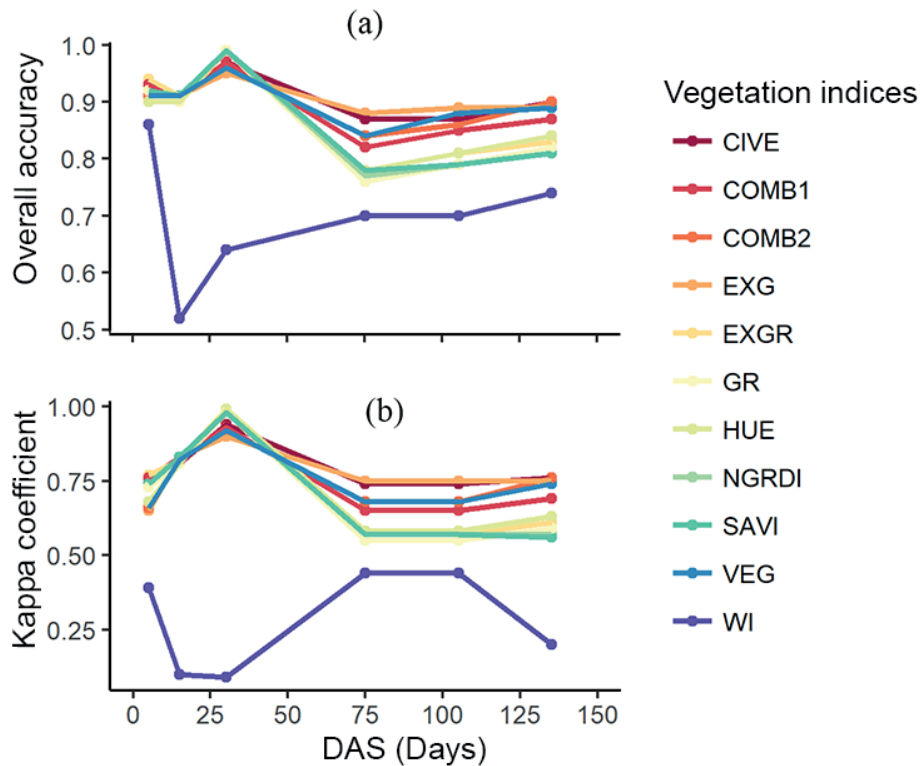 (a)
1.0
0.9
0.8
0.7
0.6
0.5
Overall accuracy
(b)
1.00
0.75
0.50
0.25
Kappa coefficient
0 25 50 75 100 125 150
DAS (Days)
Vegetation indices
CIVE
COMB1
COMB2
EXG
EXGR
GR
HUE
NGRDI
SAVI
VEG
WI